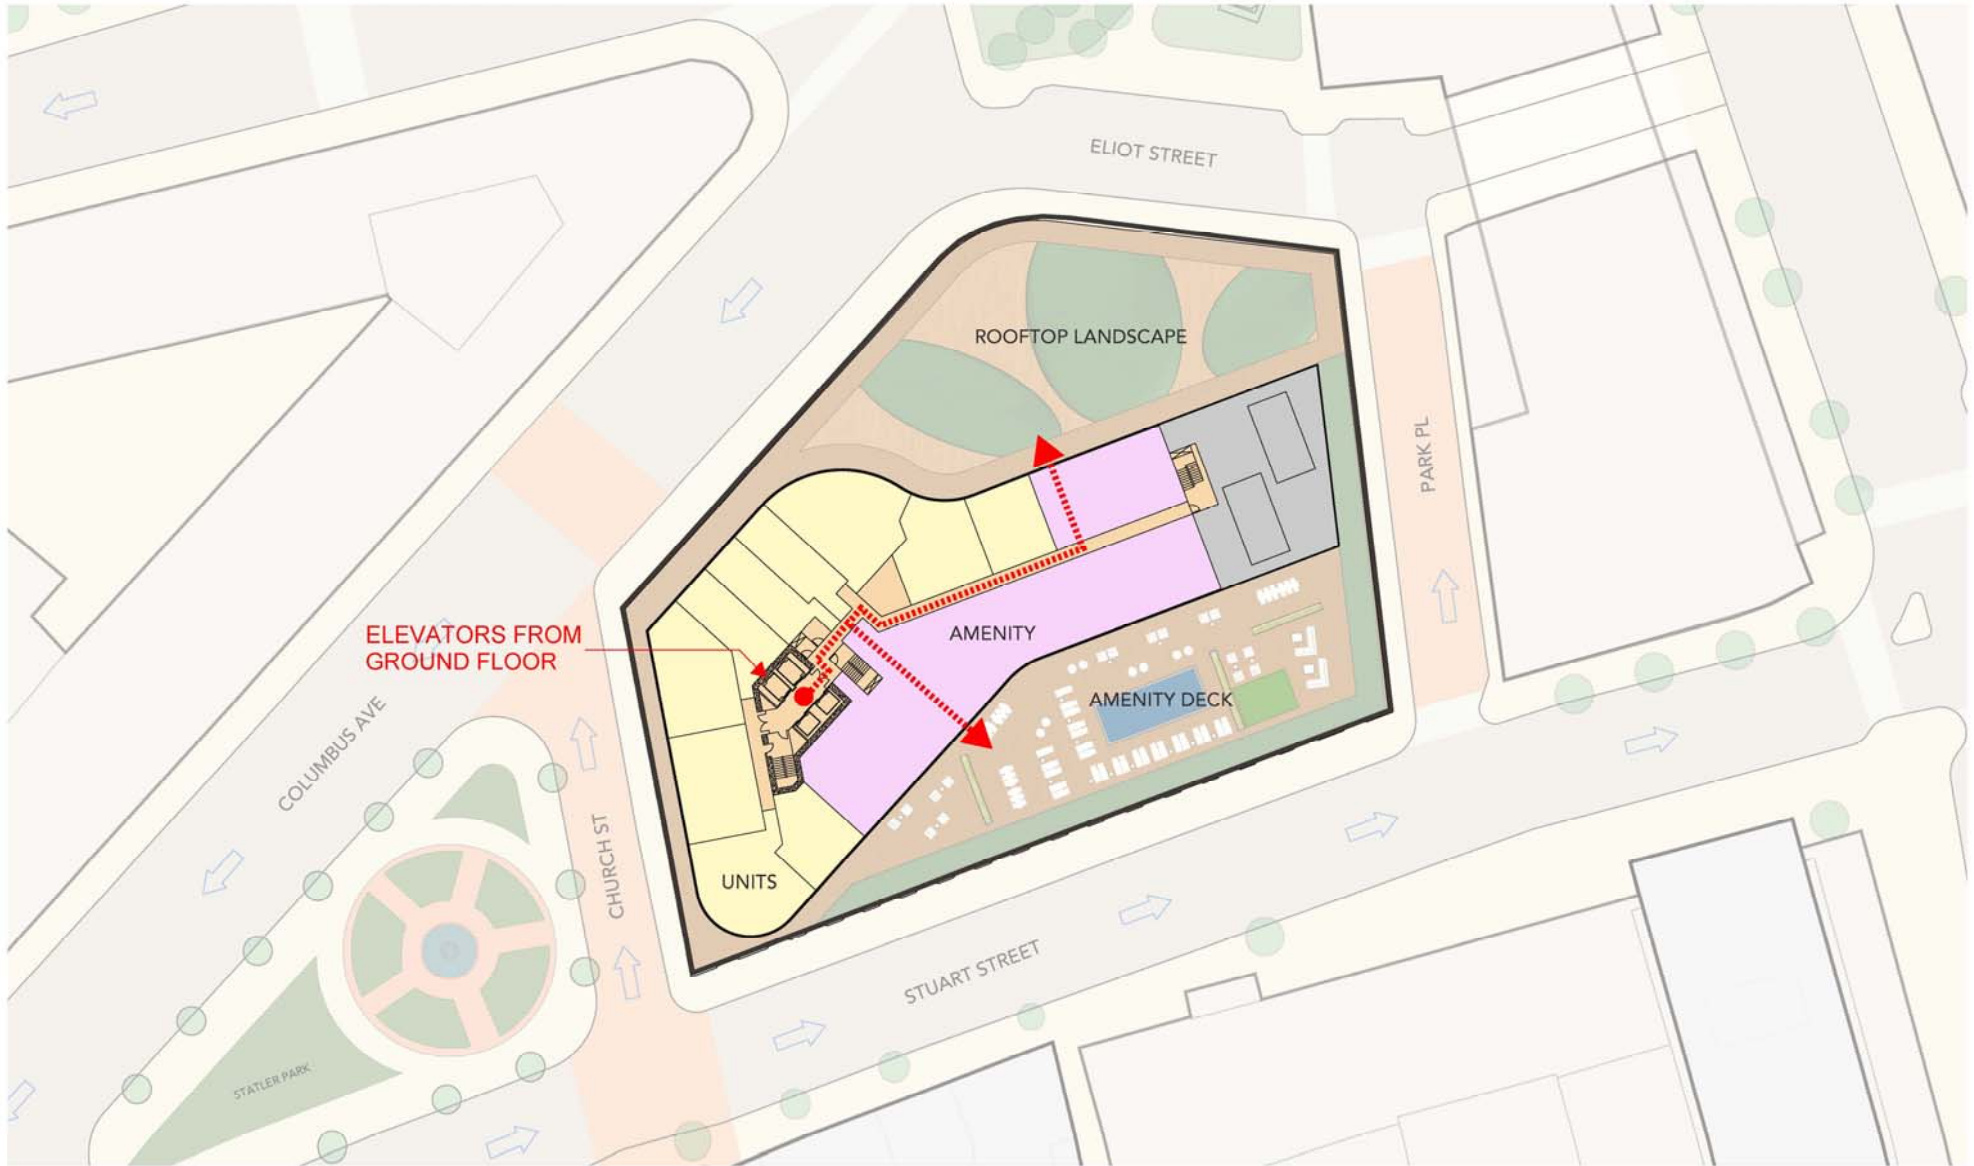 ELIOT STREET
ROOFTOP LANDSCAPE
PARK PL
ELEVATORS FROM
GROUND FLOOR
AMENITY
AMENITY DECK
COLUMBUS AVE
CHURCH ST
UNITS
STUART STREET
STATLER PARK